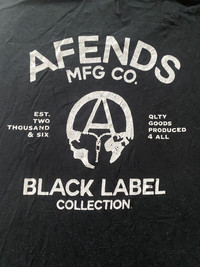 AFENDS
MFG CO.
EST.
TWO
THOUSAND
& SIX
A
QLTY
GOODS
PRODUCED
4 ALL
BLACK LABEL
COLLECTION